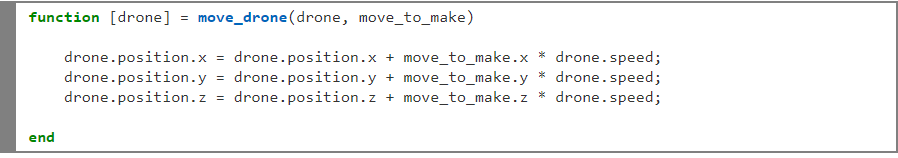 function [drone] = move_drone(drone, move_to_make)
drone.position.x = drone.position.x + move_to_make.x * drone.speed;
drone.position.y = drone.position.y + move_to_make.y * drone.speed;
drone.position.z = drone.position.z + move_to_make.z * drone.speed;
end